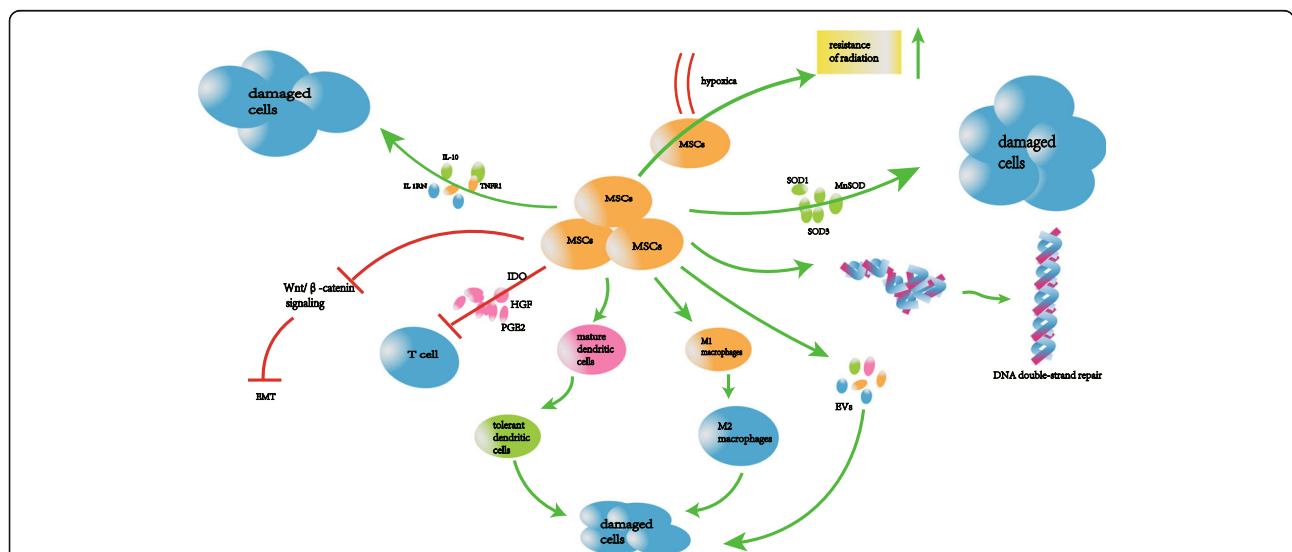 resistance
of radiation
hypoxica
damaged
cells
MSCs
damaged
cells
IL-10
IL 1RN
TNFR1
SOD1
MnSOD
SOD3
MSCs
MSCs
MSCs
IDO
HGF
PGE2
Wnt/ β -catenin
signaling
T cell
EMT
mature
dendritic
cells
M1
macrophages
DNA double-strand repair
EVs
tolerant
dendritic
cells
M2
macrophages
damaged
cells